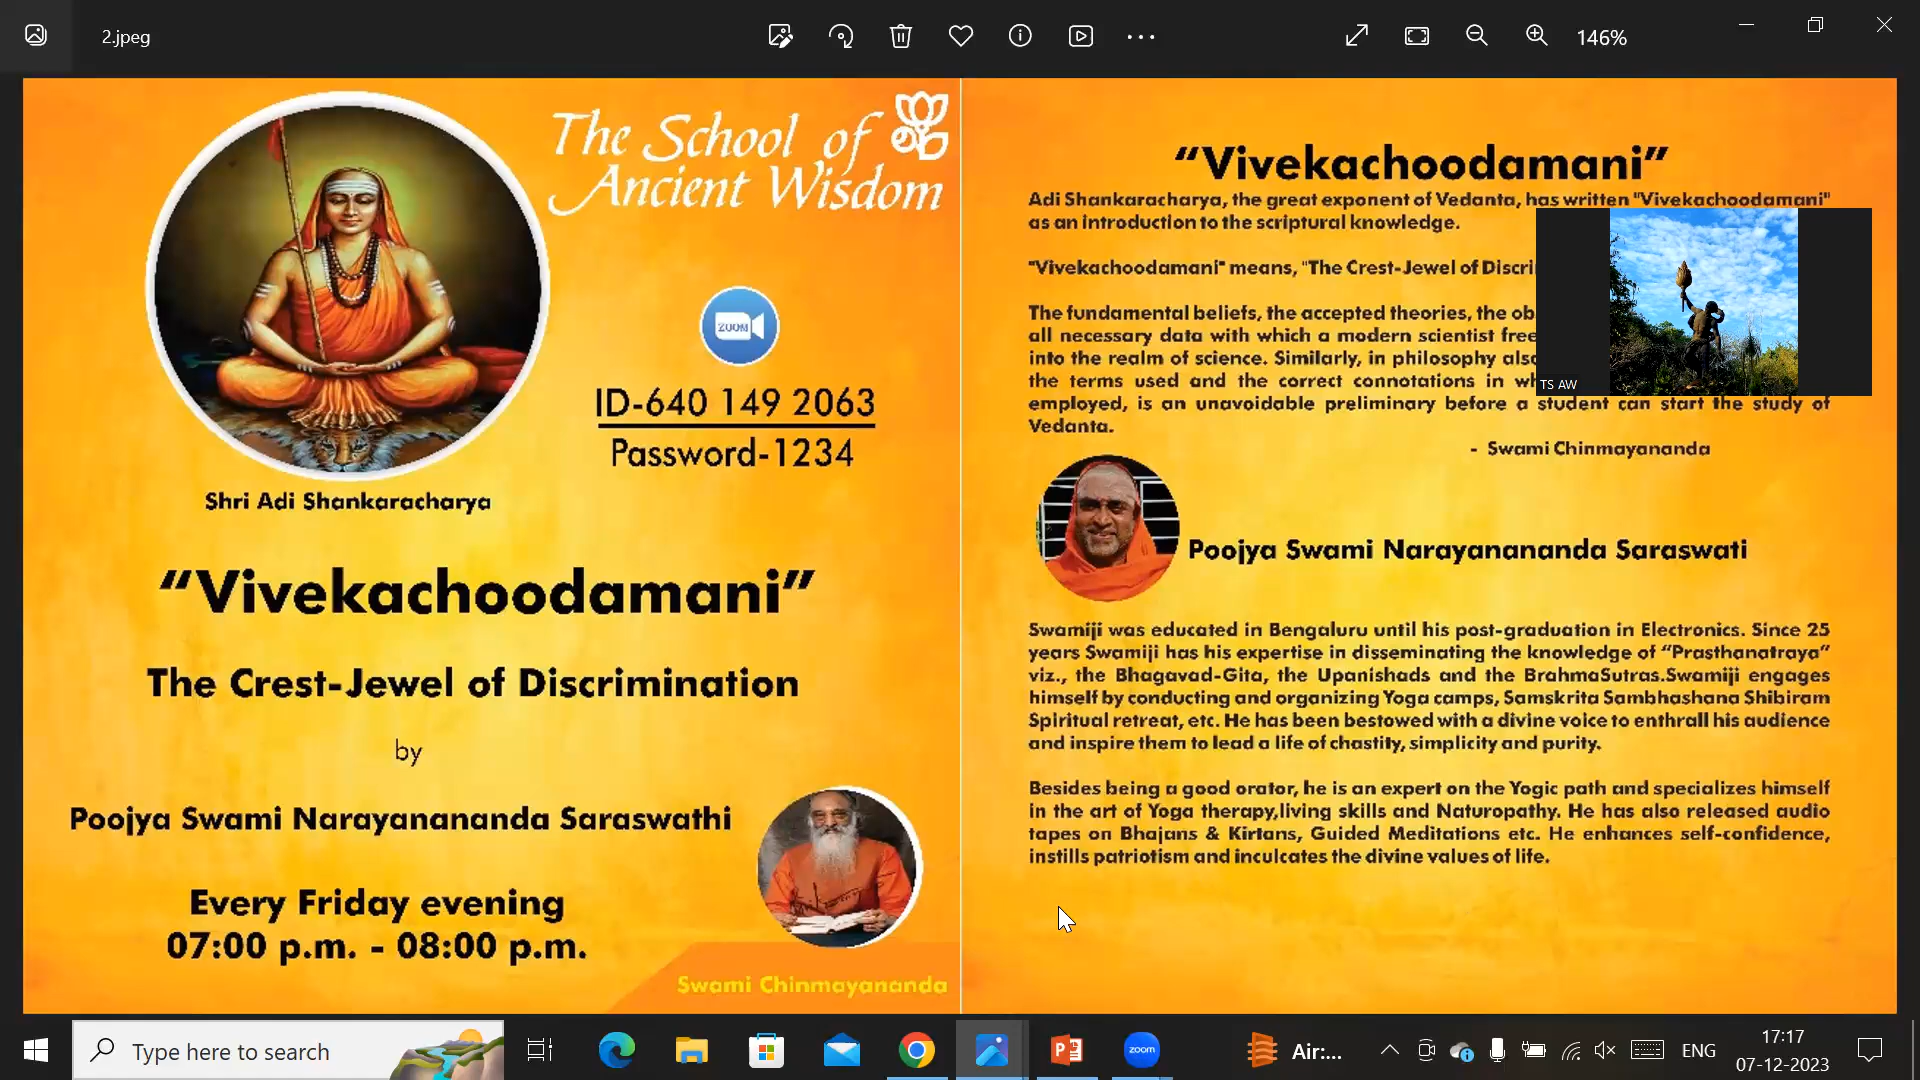 2.jpeg
146%
The School of
Ancient Wisdom
zoom
ID-640 149 2063
Password-1234
Shri Adi Shankaracharya
“Vivekachoodamani”
The Crest-Jewel of Discrimination
by
Poojya Swami Narayanananda Saraswathi
Every Friday evening
07:00 p.m. - 08:00 p.m.
Swami Chinmayananda
“Vivekachoodamani”
Adi Shankaracharya, the great exponent of Vedanta, has written "Vivekachoodamani"
as an introduction to the scriptural knowledge.
"Vivekachoodamani" means, "The Crest-Jewel of Discri
The fundamental beliefs, the accepted theories, the ob
all necessary data with which a modern scientist free
into the realm of science. Similarly, in philosophy also
the terms used and the correct connotations in wh
employed, is an unavoidable preliminary before a student can start the study of
Vedanta.
- Swami Chinmayananda
TS AW
Poojya Swami Narayanananda Saraswati
Swamiji was educated in Bengaluru until his post-graduation in Electronics. Since 25
years Swamiji has his expertise in disseminating the knowledge of “Prasthanatraya”
viz., the Bhagavad-Gita, the Upanishads and the BrahmaSutras.Swamiji engages
himself by conducting and organizing Yoga camps, Samskrita Sambhashana Shibiram
Spiritual retreat, etc. He has been bestowed with a divine voice to enthrall his audience
and inspire them to lead a life of chastity, simplicity and purity.
Besides being a good orator, he is an expert on the Yogic path and specializes himself
in the art of Yoga therapy,living skills and Naturopathy. He has also released audio
tapes on Bhajans & Kirtans, Guided Meditations etc. He enhances self-confidence,
instills patriotism and inculcates the divine values of life.
Type here to search
zoom
Air:...
ENG
17:17
07-12-2023